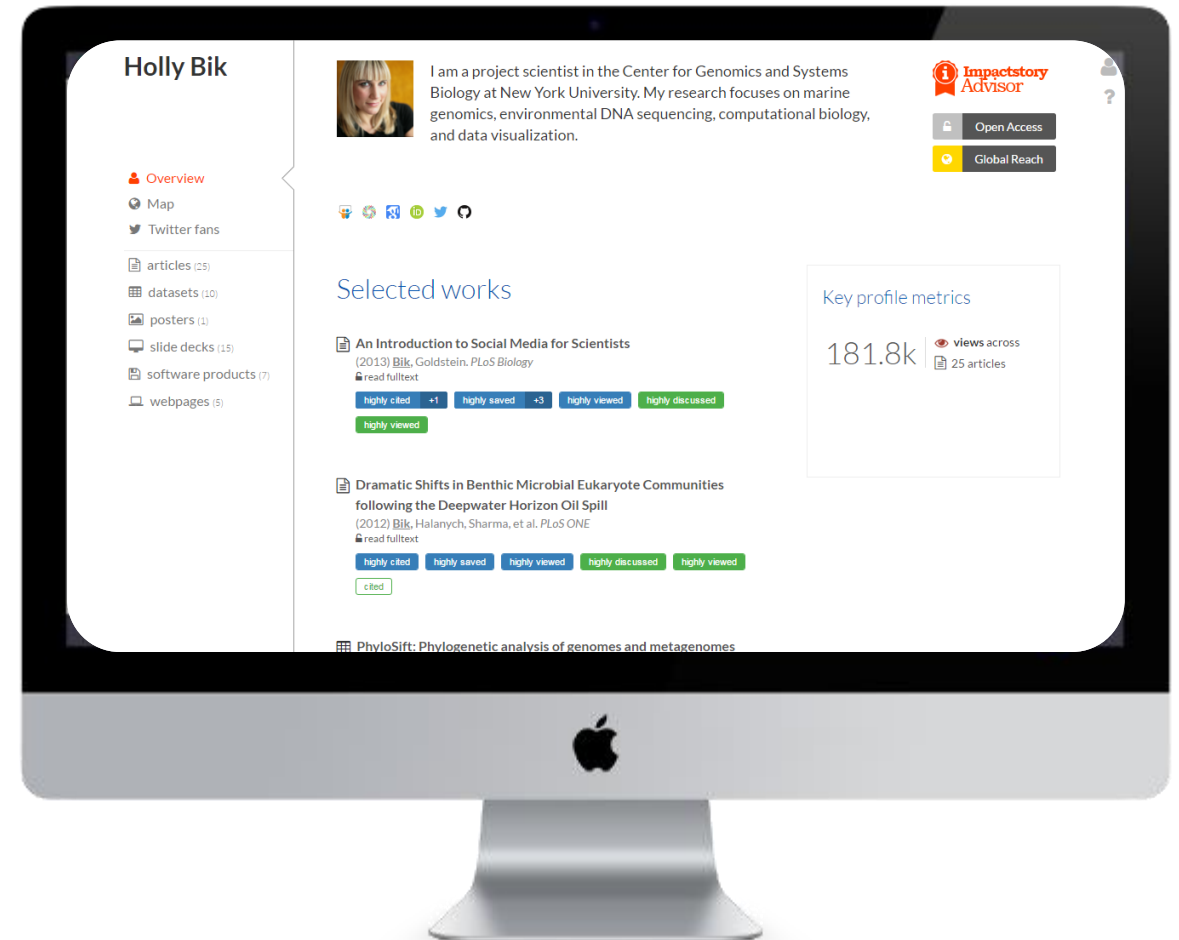 Holly Bik
Overview
Map
Twitter fans
articles (25)
datasets (10)
posters (1)
slide decks (15)
software products (7)
webpages (5)
I am a project scientist in the Center for Genomics and Systems
Biology at New York University. My research focuses on marine
genomics, environmental DNA sequencing, computational biology,
and data visualization.
Impactstory
Advisor
?
Open Access
Global Reach
iD
Selected works
An Introduction to Social Media for Scientists
(2013) Bik, Goldstein. PLoS Biology
read fulltext
highly cited +1 highly saved +3 highly viewed highly discussed
highly viewed
Dramatic Shifts in Benthic Microbial Eukaryote Communities
following the Deepwater Horizon Oil Spill
(2012) Bik, Halanych, Sharma, et al. PLoS ONE
read fulltext
highly cited highly saved highly viewed highly discussed highly viewed
cited
PhyloSift: Phylogenetic analysis of genomes and metagenomes
Key profile metrics
181.8k
views across
25 articles